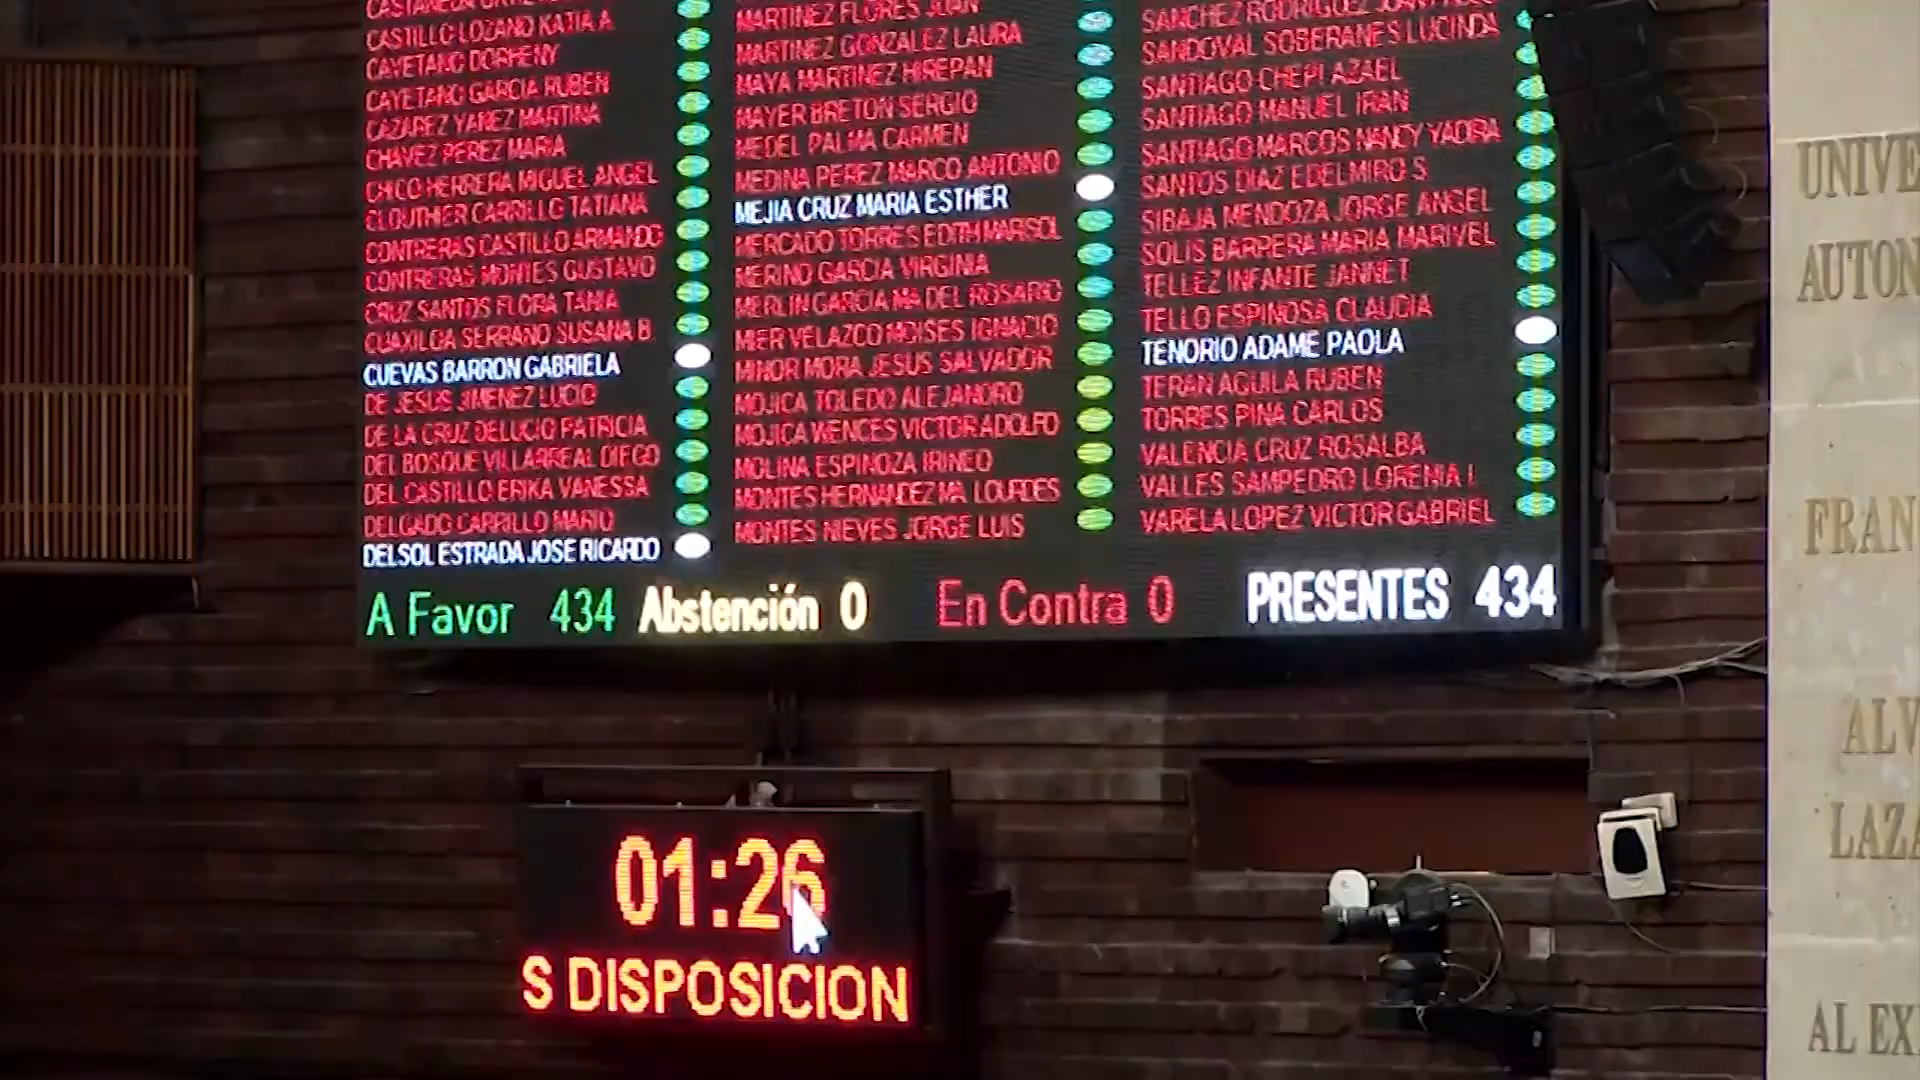 CASTILLO LOZANO KATIA A
CAYETANO DORHENY
CAYETANO GARCIA RUBEN
CAZAREZ YAÑEZ MARTINA
CHAVEZ PEREZ MARIA
CHICO HERRERA MIGUEL ANGEL
CLOUTHIER CARRILLO TATIANA
CONTRERAS CASTILLO ARMANDO
CONTRERAS MONTES GUSTAVO
CRUZ SANTOS FLORA TANIA
CUAXILOA SERRANO SUSANA B
CUEVAS BARRON GABRIELA
DE JESUS JIMENEZ LUCIO
DE LA CRUZ DELUCIO PATRICIA
DEL BOSQUE VILLARREAL DIEGO
DEL CASTILLO ERIKA VANESSA
DELGADO CARRILLO MARIO
DELSOL ESTRADA JOSE RICARDO
MARTINEZ FLORES JUAN
MARTINEZ GONZALEZ LAURA
MAYA MARTINEZ HIREPAN
MAYER BRETON SERGIO
MEDEL PALMA CARMEN
MEDINA PEREZ MARCO ANTONIO
MEJIA CRUZ MARIA ESTHER
MERCADO TORRES EDITH MARISOL
MERINO GARCIA VIRGINIA
MERLIN GARCIA MA DEL ROSARIO
MIER VELAZCO MOISES IGNACIO
MINOR MORA JESUS SALVADOR
MOJICA TOLEDO ALEJANDRO
MOJICA WENCES VICTOR ADOLFO
MOLINA ESPINOZA IRINEO
MONTES HERNANDEZ MA. LOURDES
MONTES NIEVES JORGE LUIS
SANCHEZ RODRIGUEZ
SANDOVAL SOBERANES LUCINDA
SANTIAGO CHEPI AZAEL
SANTIAGO MANUEL IRAN
SANTIAGO MARCOS NANCY YADIRA
SANTOS DIAZ EDELMIRO S
SIBAJA MENDOZA JORGE ANGEL
SOLIS BARRERA MARIA MARIVEL
TELLEZ INFANTE JANNET
TELLO ESPINOSA CLAUDIA
TENORIO ADAME PAOLA
TERAN AGUILA RUBEN
TORRES PIÑA CARLOS
VALENCIA CRUZ ROSALBA
VALLES SAMPEDRO LORENIA I.
VARELA LOPEZ VICTOR GABRIEL
A Favor 434 Abstención 0 En Contra 0 PRESENTES 434
01:26
S DISPOSICION
UNIVE
AUTON
FRAN
ALV
LAZA
AL EX